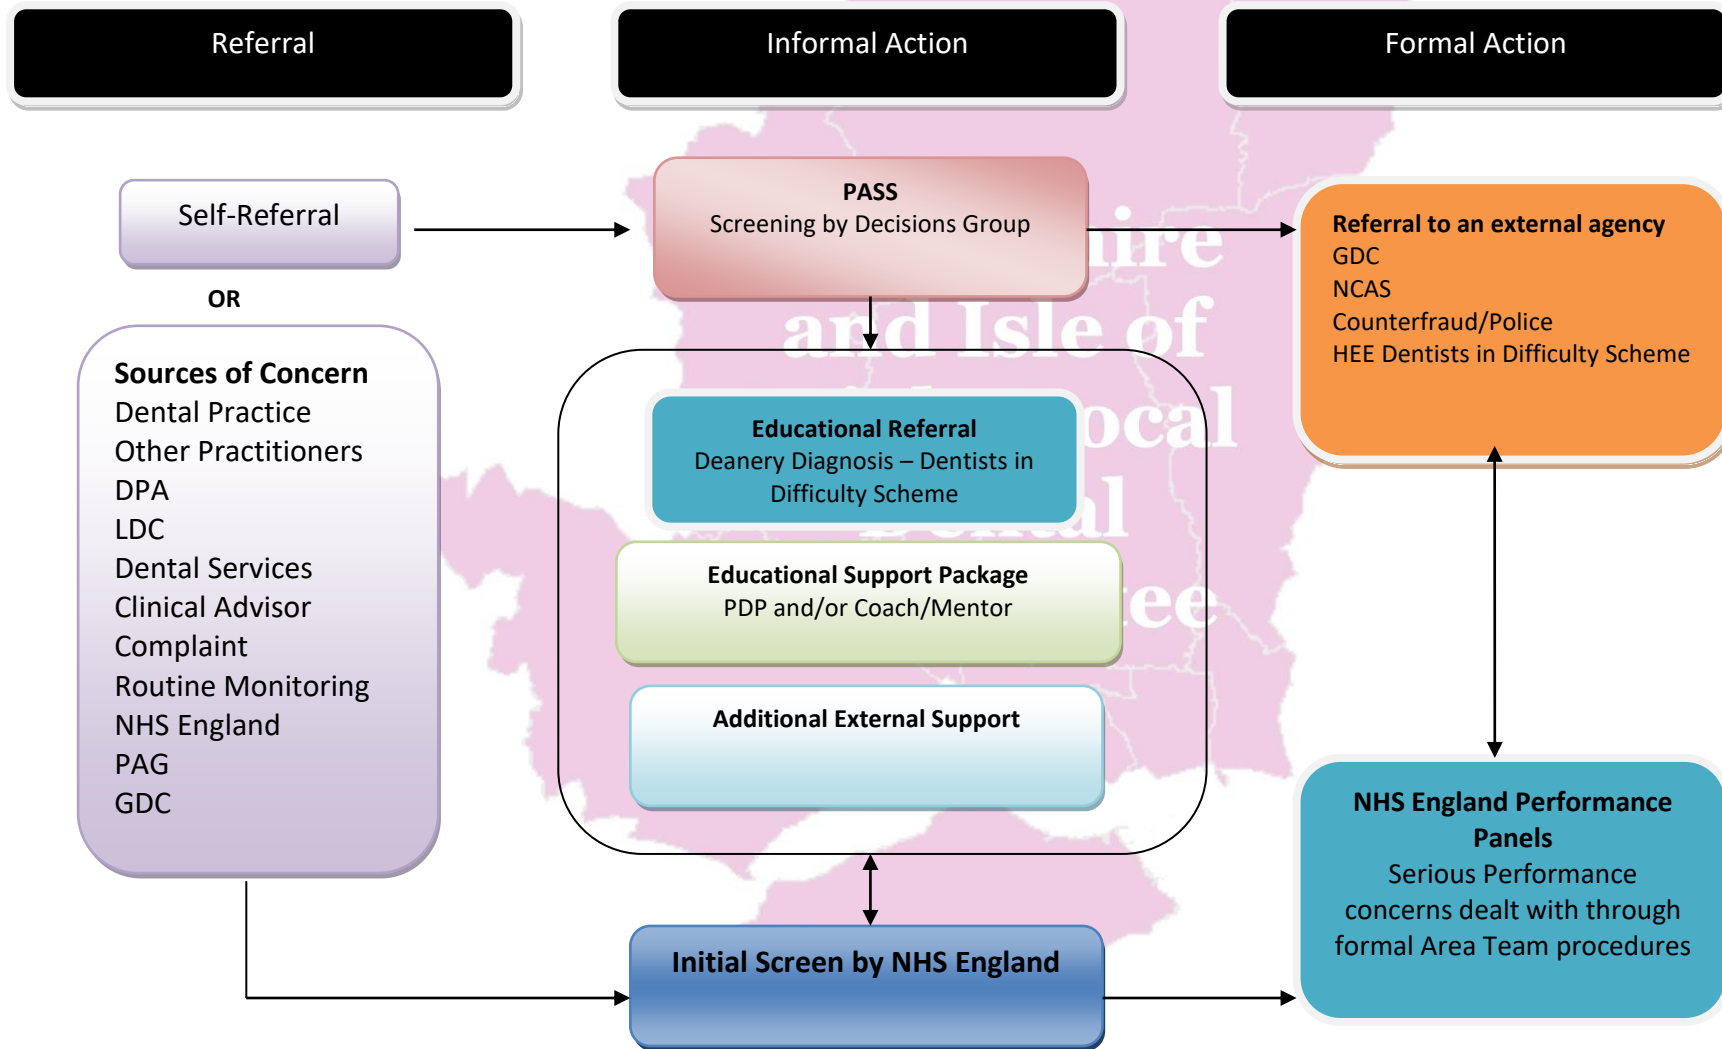 Referral
Informal Action
Formal Action
Self-Referral
OR
Sources of Concern
Dental Practice
Other Practitioners
DPA
LDC
Dental Services
Clinical Advisor
Complaint
Routine Monitoring
NHS England
PAG
GDC
PASS
Screening by Decisions Group
and Isle of
Educational Referral
Deanery Diagnosis – Dentists in
Difficulty Scheme
Educational Support Package
PDP and/or Coach/Mentor
Additional External Support
Initial Screen by NHS England
Referral to an external agency
GDC
NCAS
Counterfraud/Police
HEE Dentists in Difficulty Scheme
NHS England Performance
Panels
Serious Performance
concerns dealt with through
formal Area Team procedures